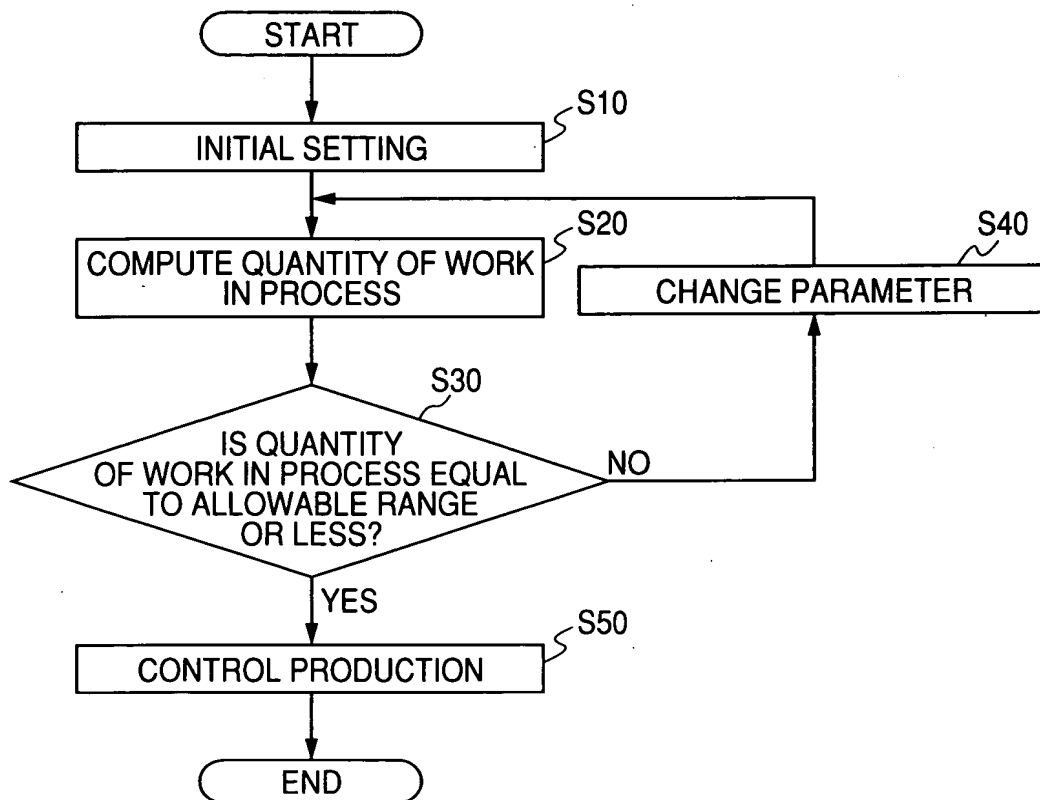 START
S10
INITIAL SETTING
S20
COMPUTE QUANTITY OF WORK
IN PROCESS
S40
CHANGE PARAMETER
S30
IS QUANTITY
OF WORK IN PROCESS EQUAL
TO ALLOWABLE RANGE
OR LESS?
NO
YES
S50
CONTROL PRODUCTION
END